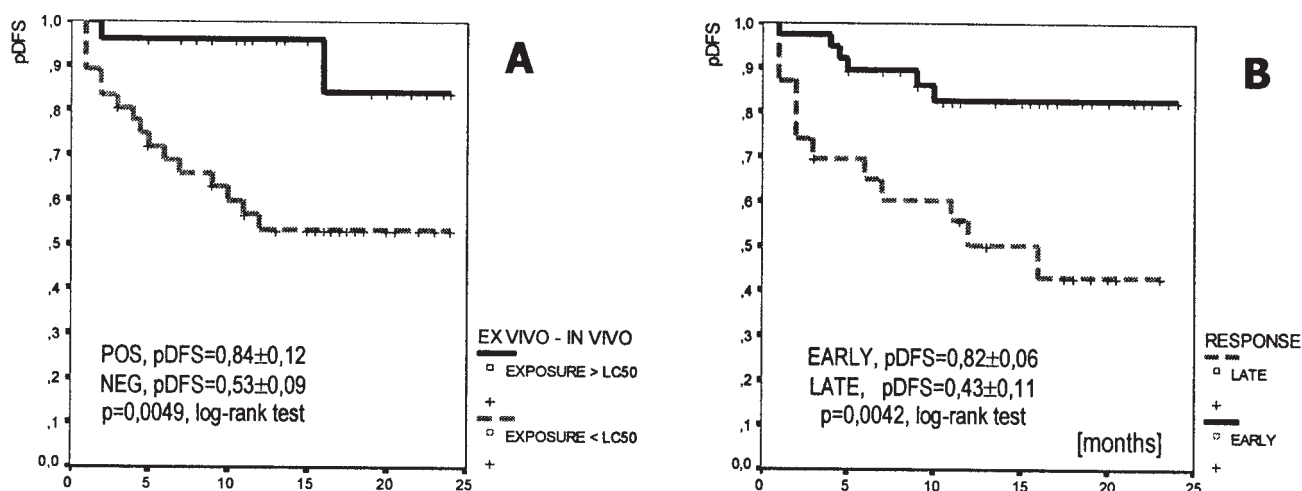 1,0
,9
,8
,7
,6
,5
,4
,3
,2
,1
0,0
pDFS
A
POS, pDFS=0,84±0,12
NEG, pDFS=0,53±0,09
p=0,0049, log-rank test
0 5 10 15 20 25
EX VIVO - IN VIVO
EXPOSURE > LC50
EXPOSURE < LC50
1,0
,9
,8
,7
,6
,5
,4
,3
,2
,1
0,0
pDFS
B
EARLY, pDFS=0,82±0,06
LATE, pDFS=0,43±0,11
p=0,0042, log-rank test
[months]
0 5 10 15 20 25
RESPONSE
LATE
EARLY